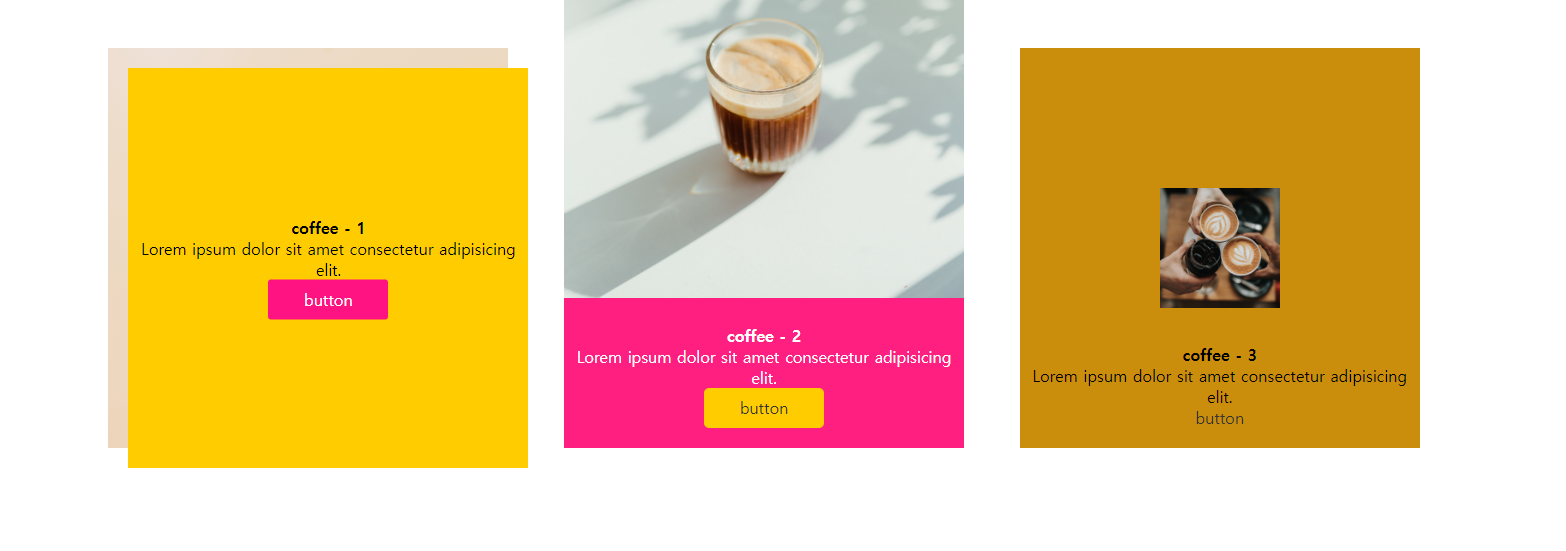 coffee - 1
Lorem ipsum dolor sit amet consectetur adipisicing
elit.
button
coffee - 2
Lorem ipsum dolor sit amet consectetur adipisicing
elit.
button
coffee - 3
Lorem ipsum dolor sit amet consectetur adipisicing
elit.
button